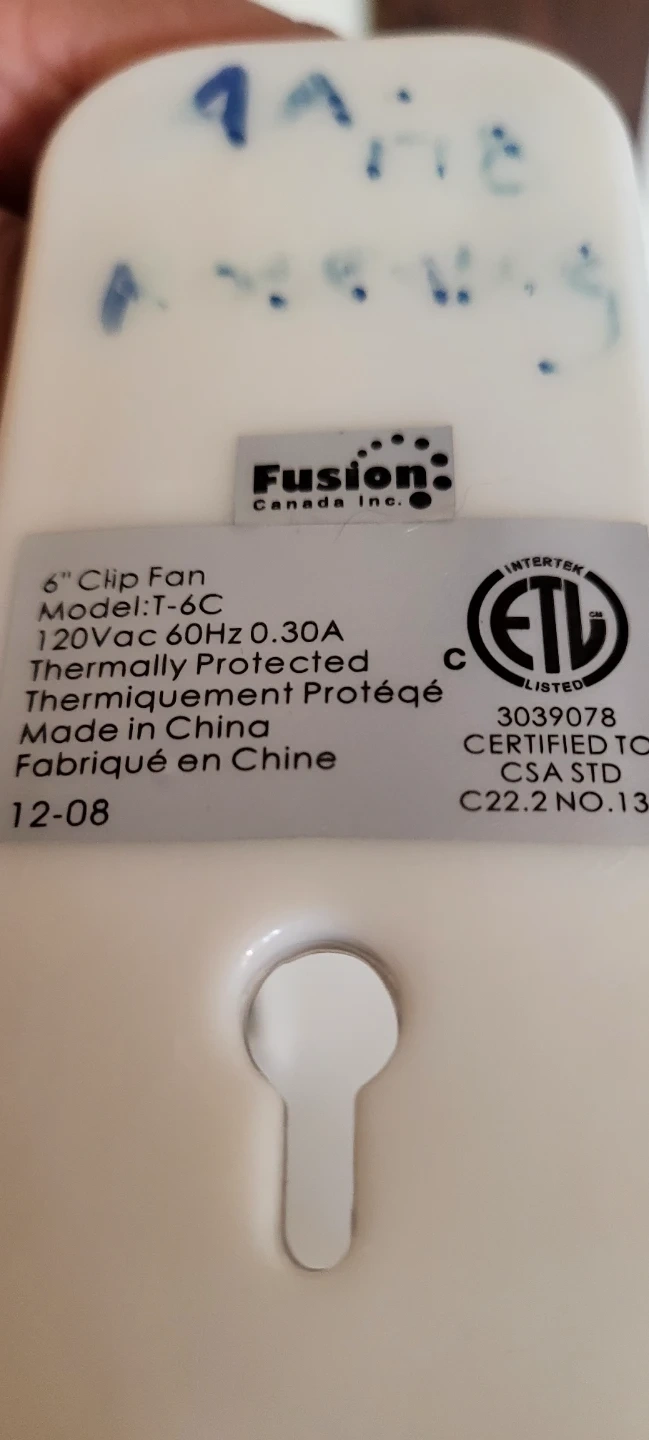 Fusion
Canada Inc.
6" Clip Fan
Model:T-6C
120Vac 60Hz 0.30A
Thermally Protected
Thermiquement Protéqé
Made in China
Fabriqué en Chine
12-08
INTERTEK
C ETL CM
LISTED
3039078
CERTIFIED TO
CSA STD
C22.2 NO.13